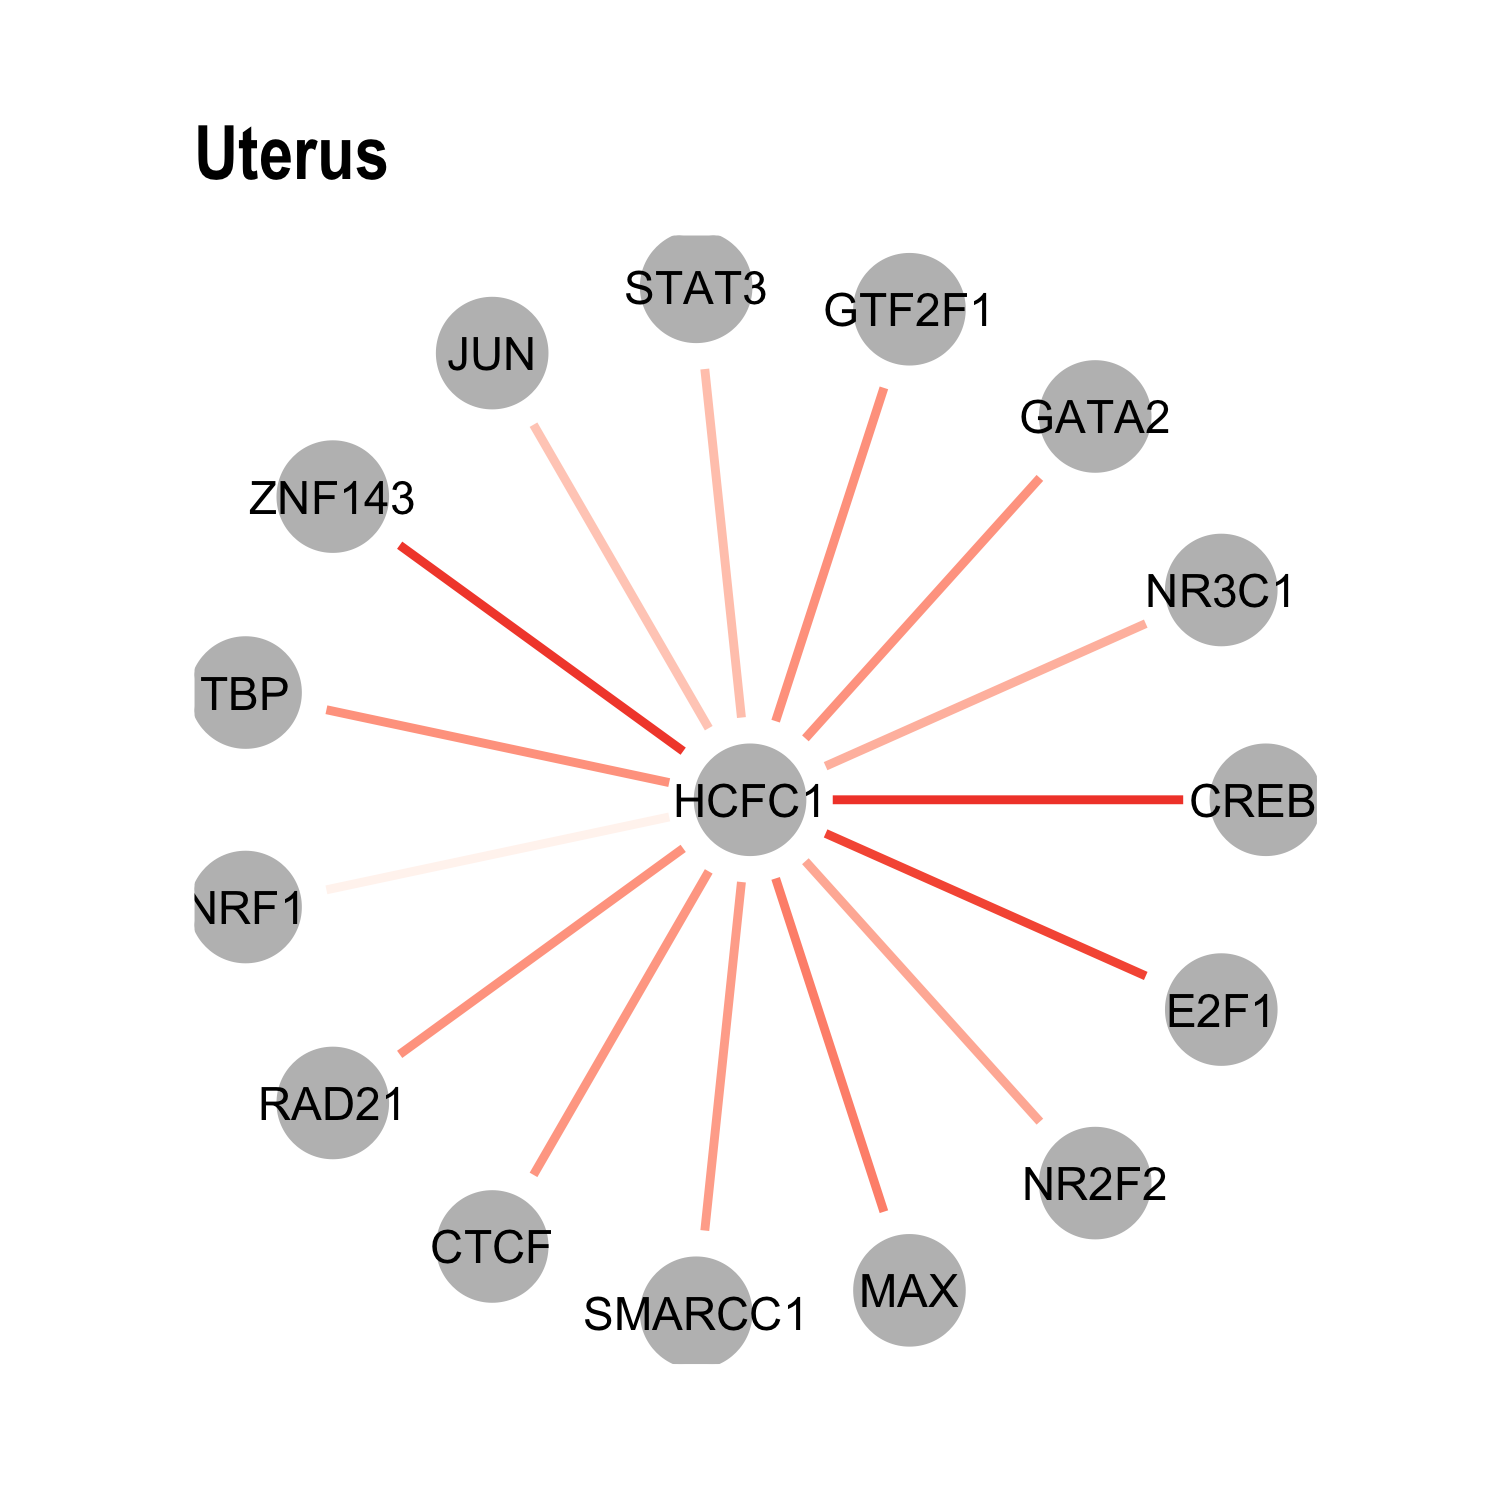 Uterus
STAT3
GTF2F1
JUN
GATA2
ZNF143
NR3C1
TBP
HCFC1
CREB
NRF1
E2F1
RAD21
NR2F2
CTCF
MAX
SMARCC1